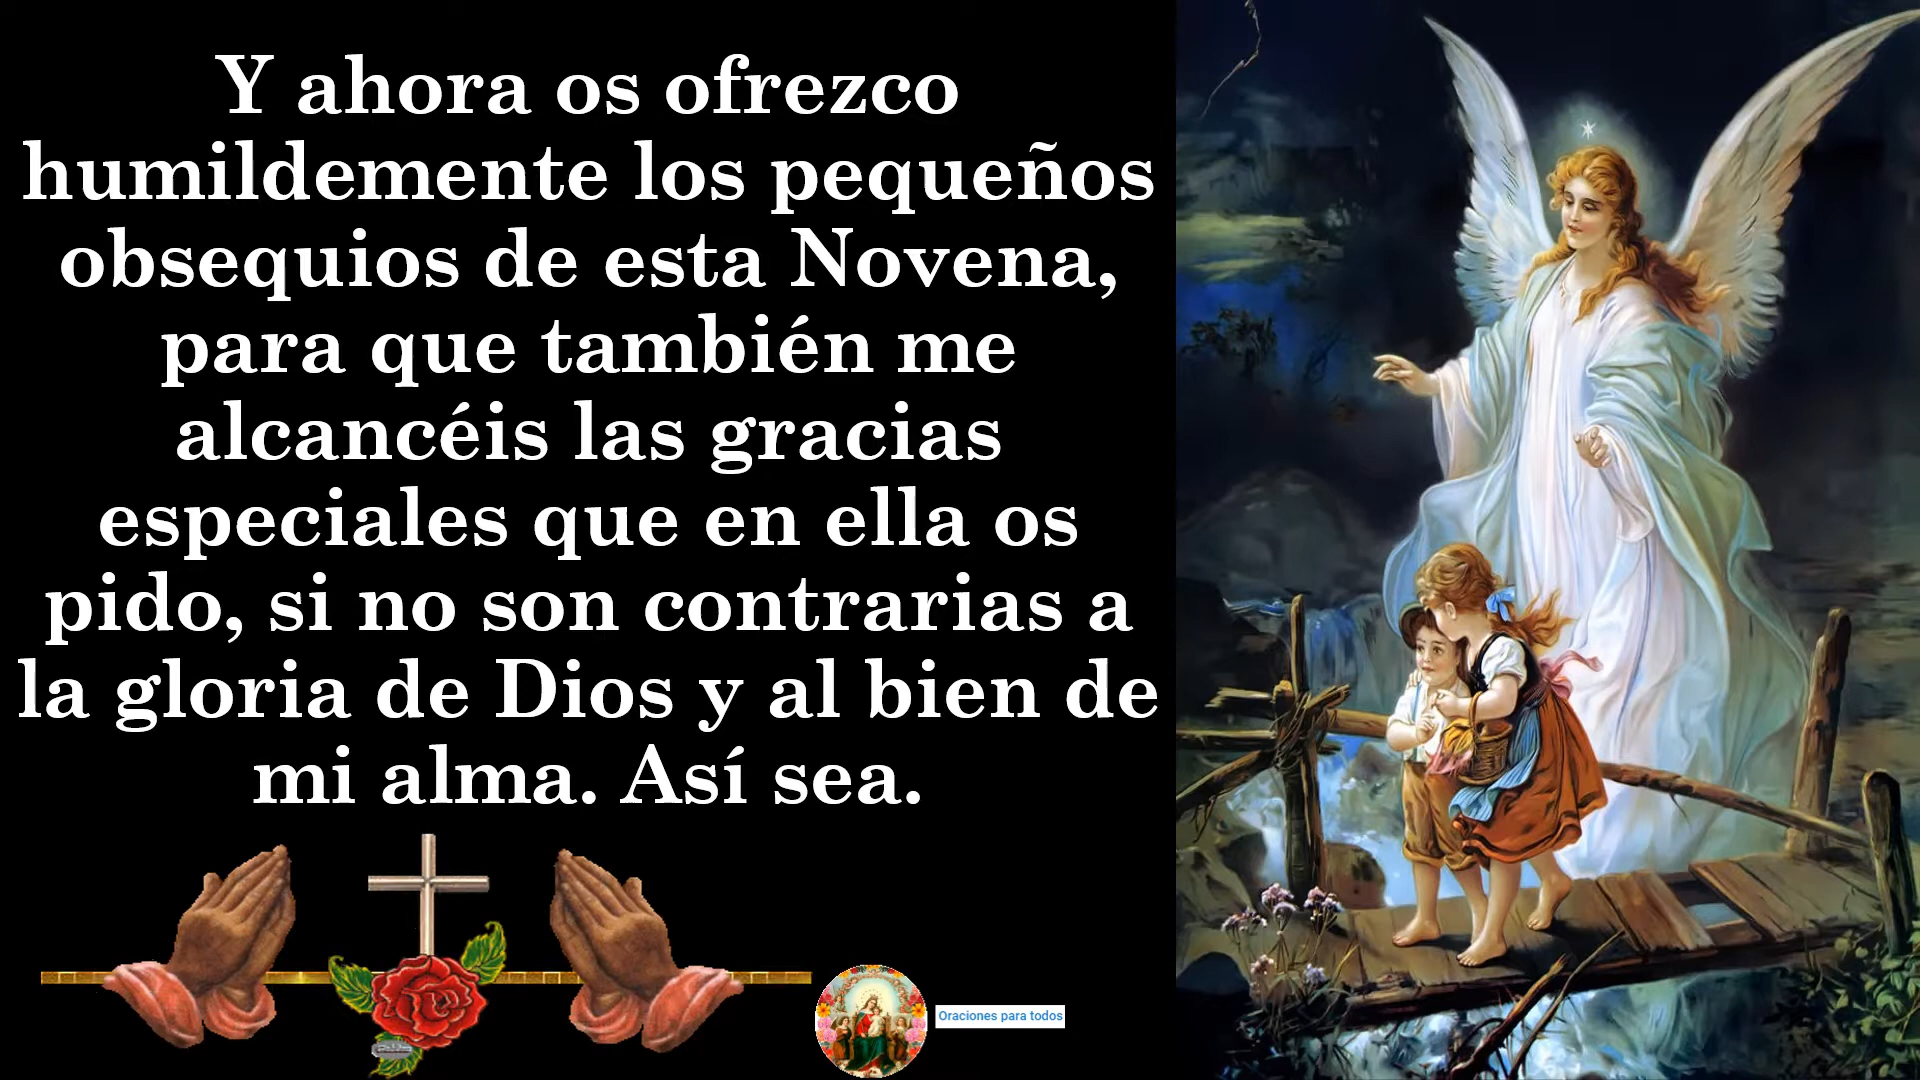 Y ahora os ofrezco
humildemente los pequeños
obsequios de esta Novena,
para que también me
alcancéis las gracias
especiales que en ella os
pido, si no son contrarias a
la gloria de Dios y al bien de
mi alma. Así sea.
Oraciones para todos